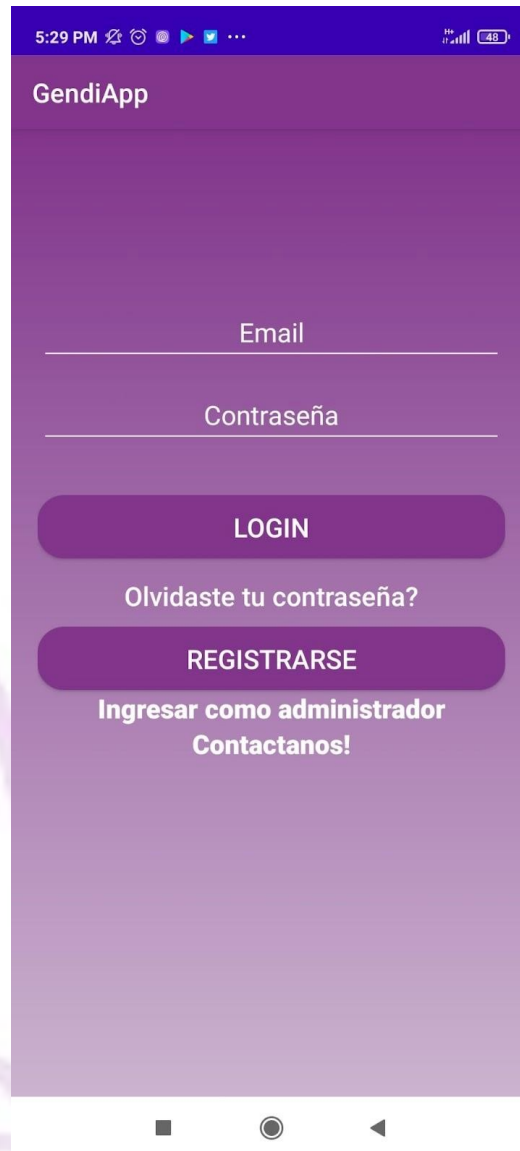 5:29 PM
48
GendiApp
Email
Contraseña
LOGIN
Olvidaste tu contraseña?
REGISTRARSE
Ingresar como administrador
Contactanos!